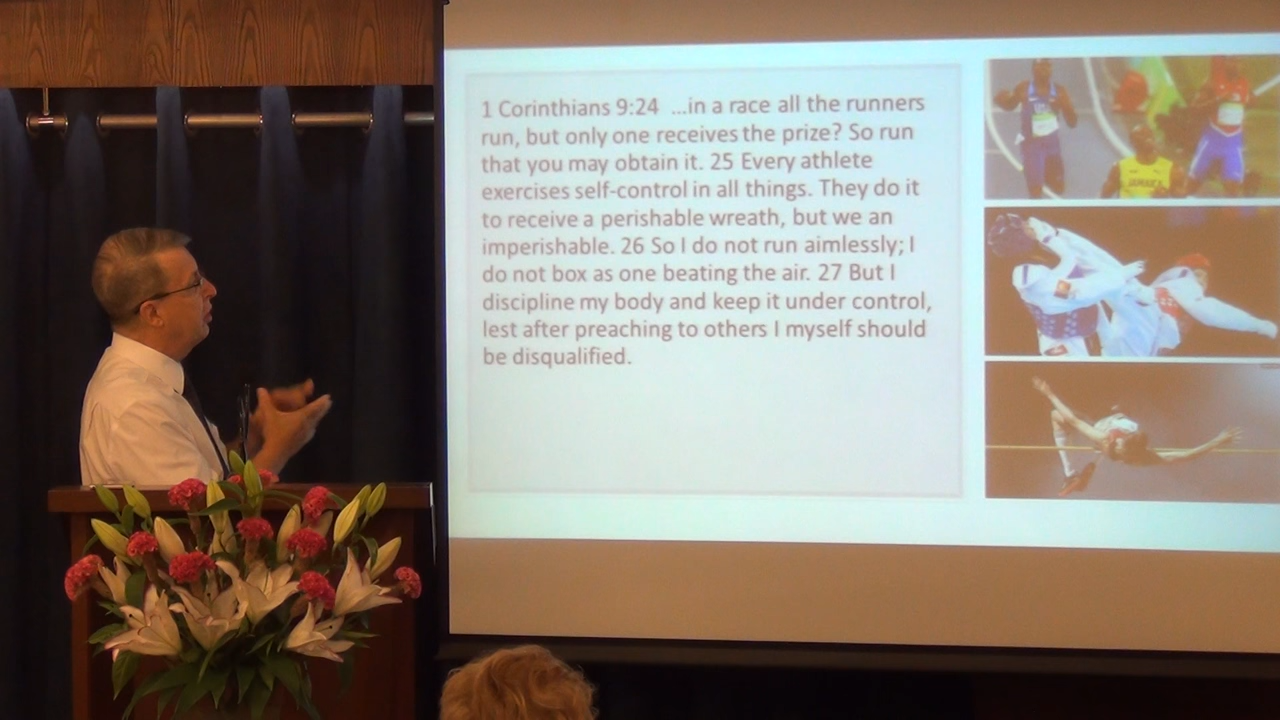 1 Corinthians 9:24 ...in a race all the runners
run, but only one receives the prize? So run
that you may obtain it. 25 Every athlete
exercises self-control in all things. They do it
to receive a perishable wreath, but we an
imperishable. 26 So I do not run aimlessly; I
do not box as one beating the air. 27 But I
discipline my body and keep it under control,
lest after preaching to others I myself should
be disqualified.
JAMAICA